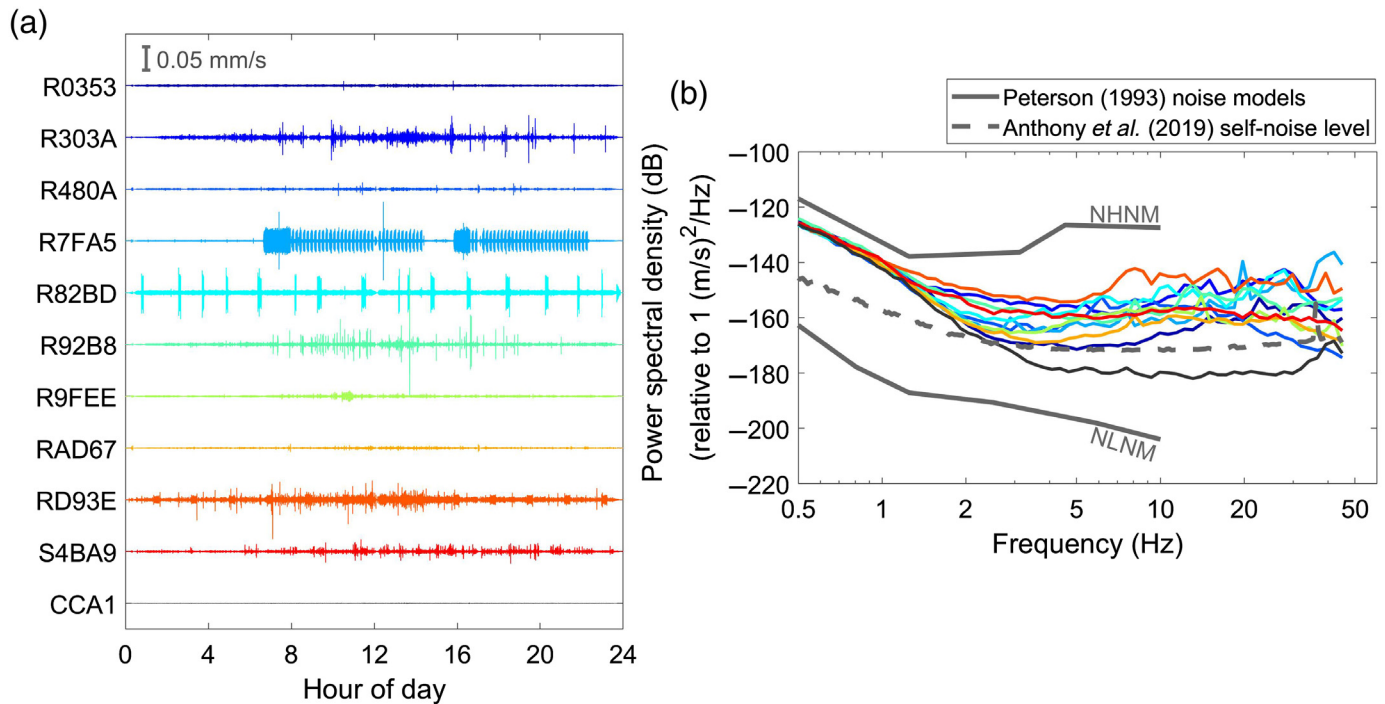 (a)
0.05 mm/s
R0353
R303A
R480A
R7FA5
R82BD
R92B8
R9FEE
RAD67
RD93E
S4BA9
CCA1
0 4 8 12 16 20 24
Hour of day
(b)
Peterson (1993) noise models
Anthony et al. (2019) self-noise level
Power spectral density (dB)
(relative to 1 (m/s)²/Hz)
−100
−120
−140
−160
−180
−200
−220
NHNM
NLNM
0.5 1 2 5 10 20 50
Frequency (Hz)